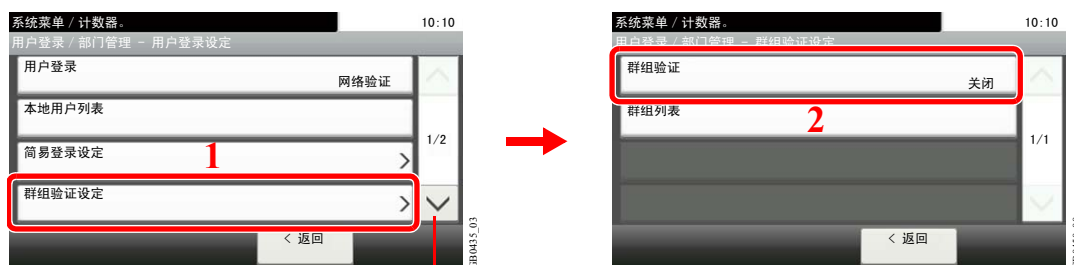 系统菜单 / 计数器。
10:10
用户登录 / 部门管理 - 用户登录设定
用户登录
网络验证
本地用户列表
1/2
简易登录设定
1
群组验证设定
< 返回
GB0435_03
系统菜单 / 计数器。
10:10
用户登录 / 部门管理 - 群组验证设定
群组验证
关闭
群组列表
2
1/1
< 返回